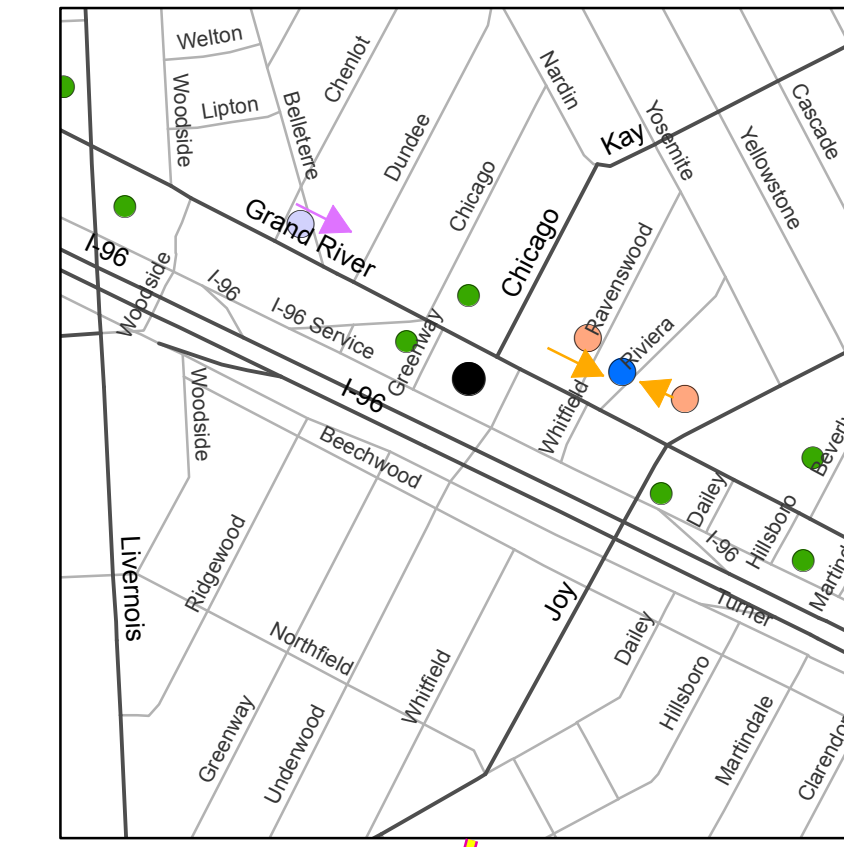 Welton
Chenlot
Nardin
Woodside
Lipton
Belleterre
Dundee
Yosemite
Cascade
Kay
Yellowstone
Chicago
Chicago
Grand River
I-96
Woodside
I-96
I-96 Service
Greenway
Ravenswood
Riviera
Woodside
I-96
Whitfield
Beechwood
Beverly
Dailey
Hillsboro
I-96
Livernois
Ridgewood
Joy
Turner
Northfield
Dailey
Whitfield
Hillsboro
Greenway
Underwood
Martindale